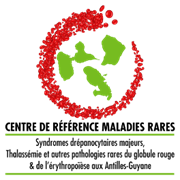 CENTRE DE RÉFÉRENCE MALADIES RARES
Syndromes drépanocytaires majeurs,
Thalassémie et autres pathologies rares du globule rouge
& de l'érythropoïèse aux Antilles-Guyane